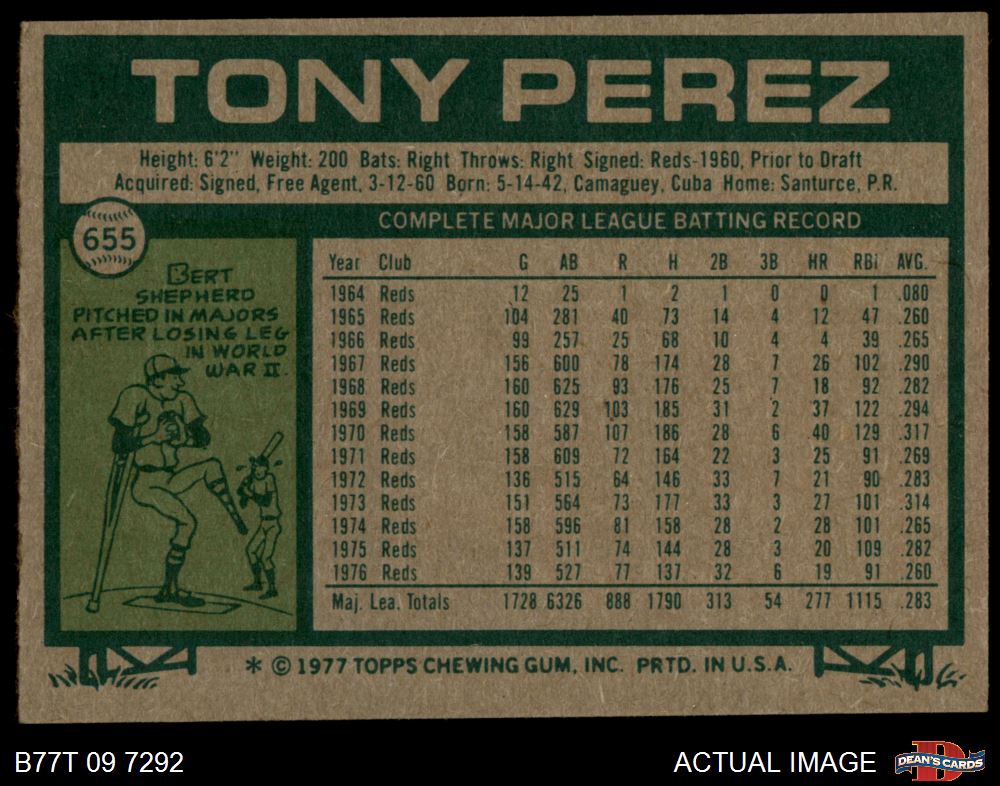 TONY PEREZ
Height: 6'2" Weight: 200 Bats: Right Throws: Right Signed: Reds-1960, Prior to Draft
Acquired: Signed, Free Agent, 3-12-60 Born: 5-14-42, Camaguey, Cuba Home: Santurce, P.R.
655
BERT
SHEPHERD
PITCHED IN MAJORS
AFTER LOSING LEG
IN WORLD
WAR II.
COMPLETE MAJOR LEAGUE BATTING RECORD
Year Club G AB R H 2B 3B HR RBI AVG.
1964 Reds 12 25 1 2 1 0 0 1 .080
1965 Reds 104 281 40 73 14 4 12 47 .260
1966 Reds 99 257 25 68 10 4 4 39 .265
1967 Reds 156 600 78 174 28 7 26 102 .290
1968 Reds 160 625 93 176 25 7 18 92 .282
1969 Reds 160 629 103 185 31 2 37 122 .294
1970 Reds 158 587 107 186 28 6 40 129 .317
1971 Reds 158 609 72 164 22 3 25 91 .269
1972 Reds 136 515 64 146 33 7 21 90 .283
1973 Reds 151 564 73 177 33 3 27 101 .314
1974 Reds 158 596 81 158 28 2 28 101 .265
1975 Reds 137 511 74 144 28 3 20 109 .282
1976 Reds 139 527 77 137 32 6 19 91 .260
Maj. Lea. Totals 1728 6326 888 1790 313 54 277 1115 .283
* © 1977 TOPPS CHEWING GUM, INC. PRTD. IN U.S.A.
B77T 09 7292
ACTUAL IMAGE
D
DEAN'S CARDS